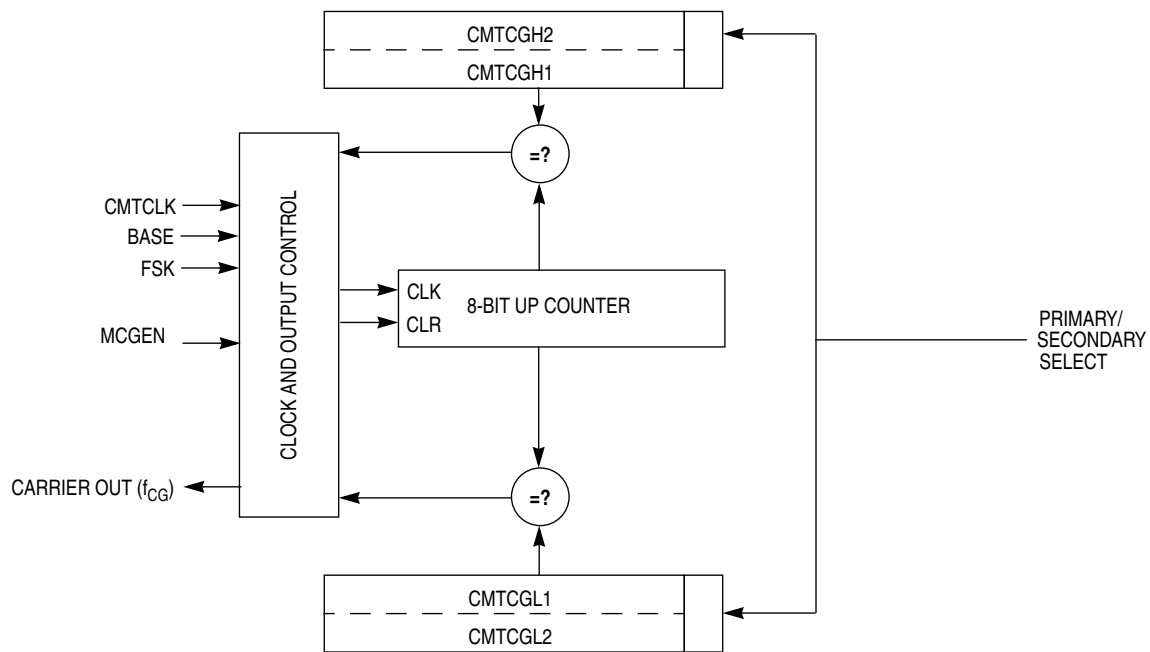 CMTCGH2
CMTCGH1
=?
CMTCLK
BASE
FSK
MCGEN
CLOCK AND OUTPUT CONTROL
CLK
CLR
8-BIT UP COUNTER
PRIMARY/
SECONDARY
SELECT
CARRIER OUT (fCG)
=?
CMTCGL1
CMTCGL2